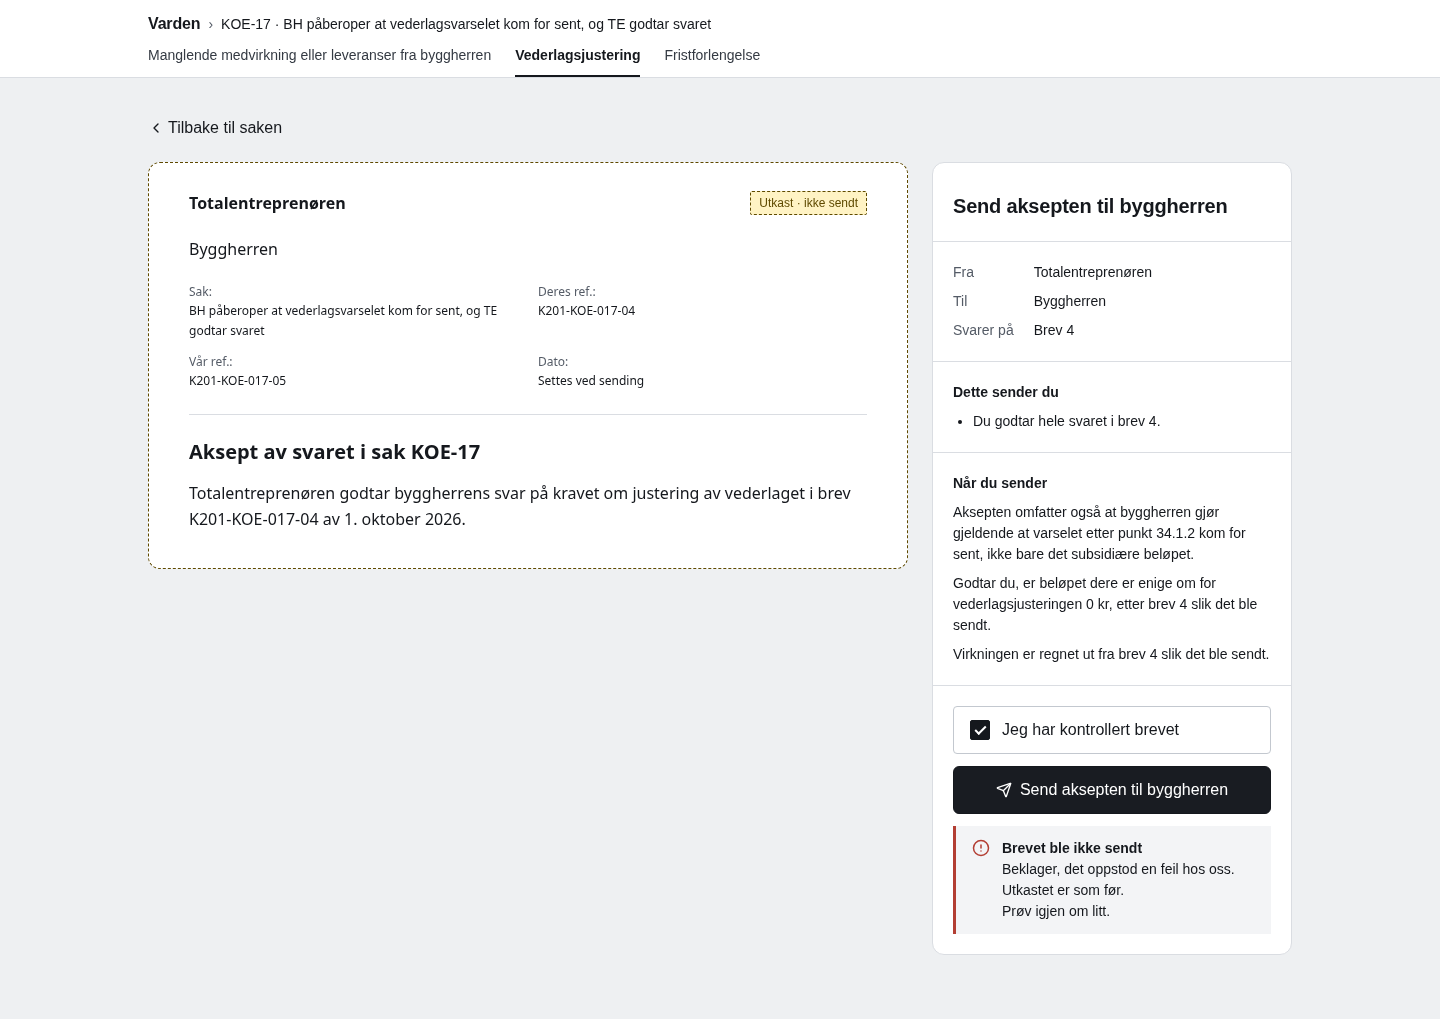 Varden › KOE-17 · BH påberoper at vederlagsvarselet kom for sent, og TE godtar svaret
Manglende medvirkning eller leveranser fra byggherren Vederlagsjustering Fristforlengelse
Tilbake til saken
Totalentreprenøren
Utkast · ikke sendt
Byggherren
Sak:
BH påberoper at vederlagsvarselet kom for sent, og TE
godtar svaret
Deres ref.:
K201-KOE-017-04
Vår ref.:
K201-KOE-017-05
Dato:
Settes ved sending
Aksept av svaret i sak KOE-17
Totalentreprenøren godtar byggherrens svar på kravet om justering av vederlaget i brev
K201-KOE-017-04 av 1. oktober 2026.
Send aksepten til byggherren
Fra Totalentreprenøren
Til Byggherren
Svarer på Brev 4
Dette sender du
• Du godtar hele svaret i brev 4.
Når du sender
Aksepten omfatter også at byggherren gjør
gjeldende at varselet etter punkt 34.1.2 kom for
sent, ikke bare det subsidiære beløpet.
Godtar du, er beløpet dere er enige om for
vederlagsjusteringen 0 kr, etter brev 4 slik det ble
sendt.
Virkningen er regnet ut fra brev 4 slik det ble sendt.
Jeg har kontrollert brevet
Send aksepten til byggherren
Brevet ble ikke sendt
Beklager, det oppstod en feil hos oss.
Utkastet er som før.
Prøv igjen om litt.